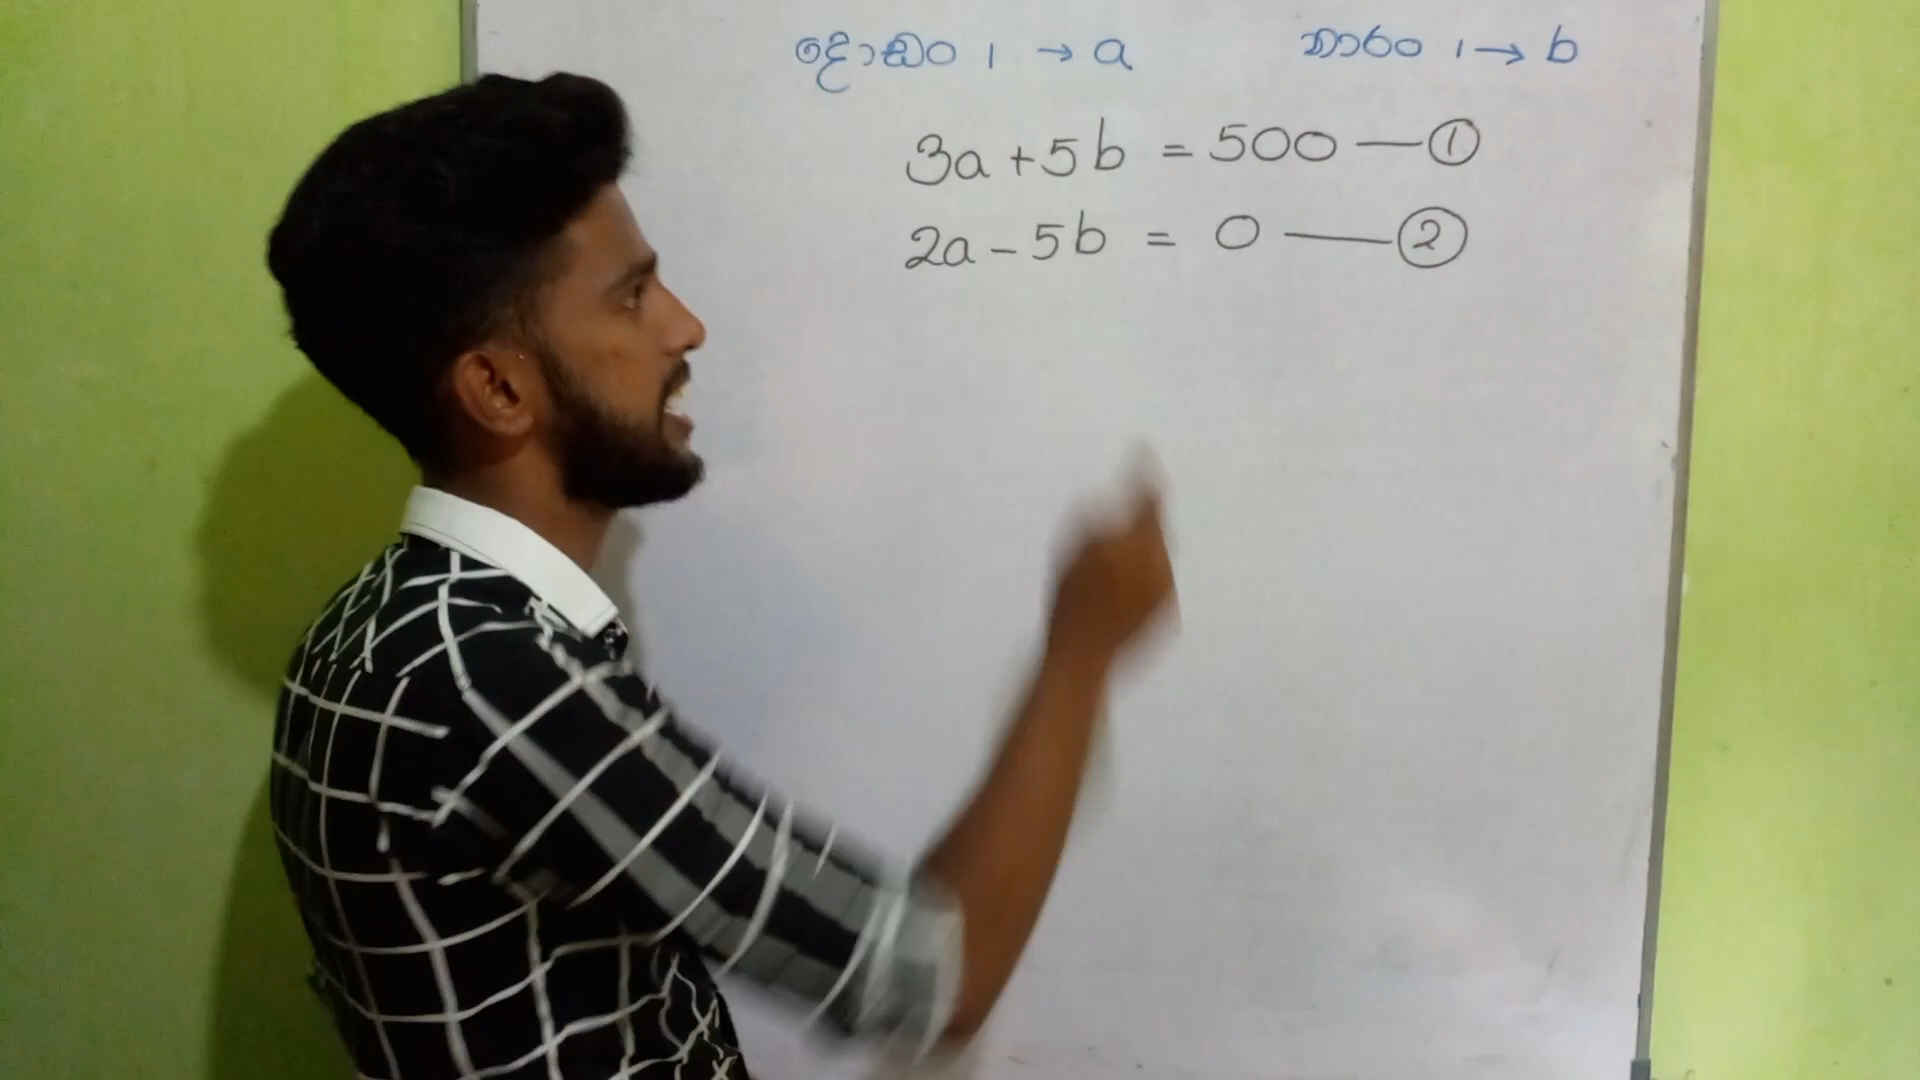 දොඩං 1 → a නාරං 1 → b
3a + 5b = 500 — ①
2a - 5b = 0 — ②